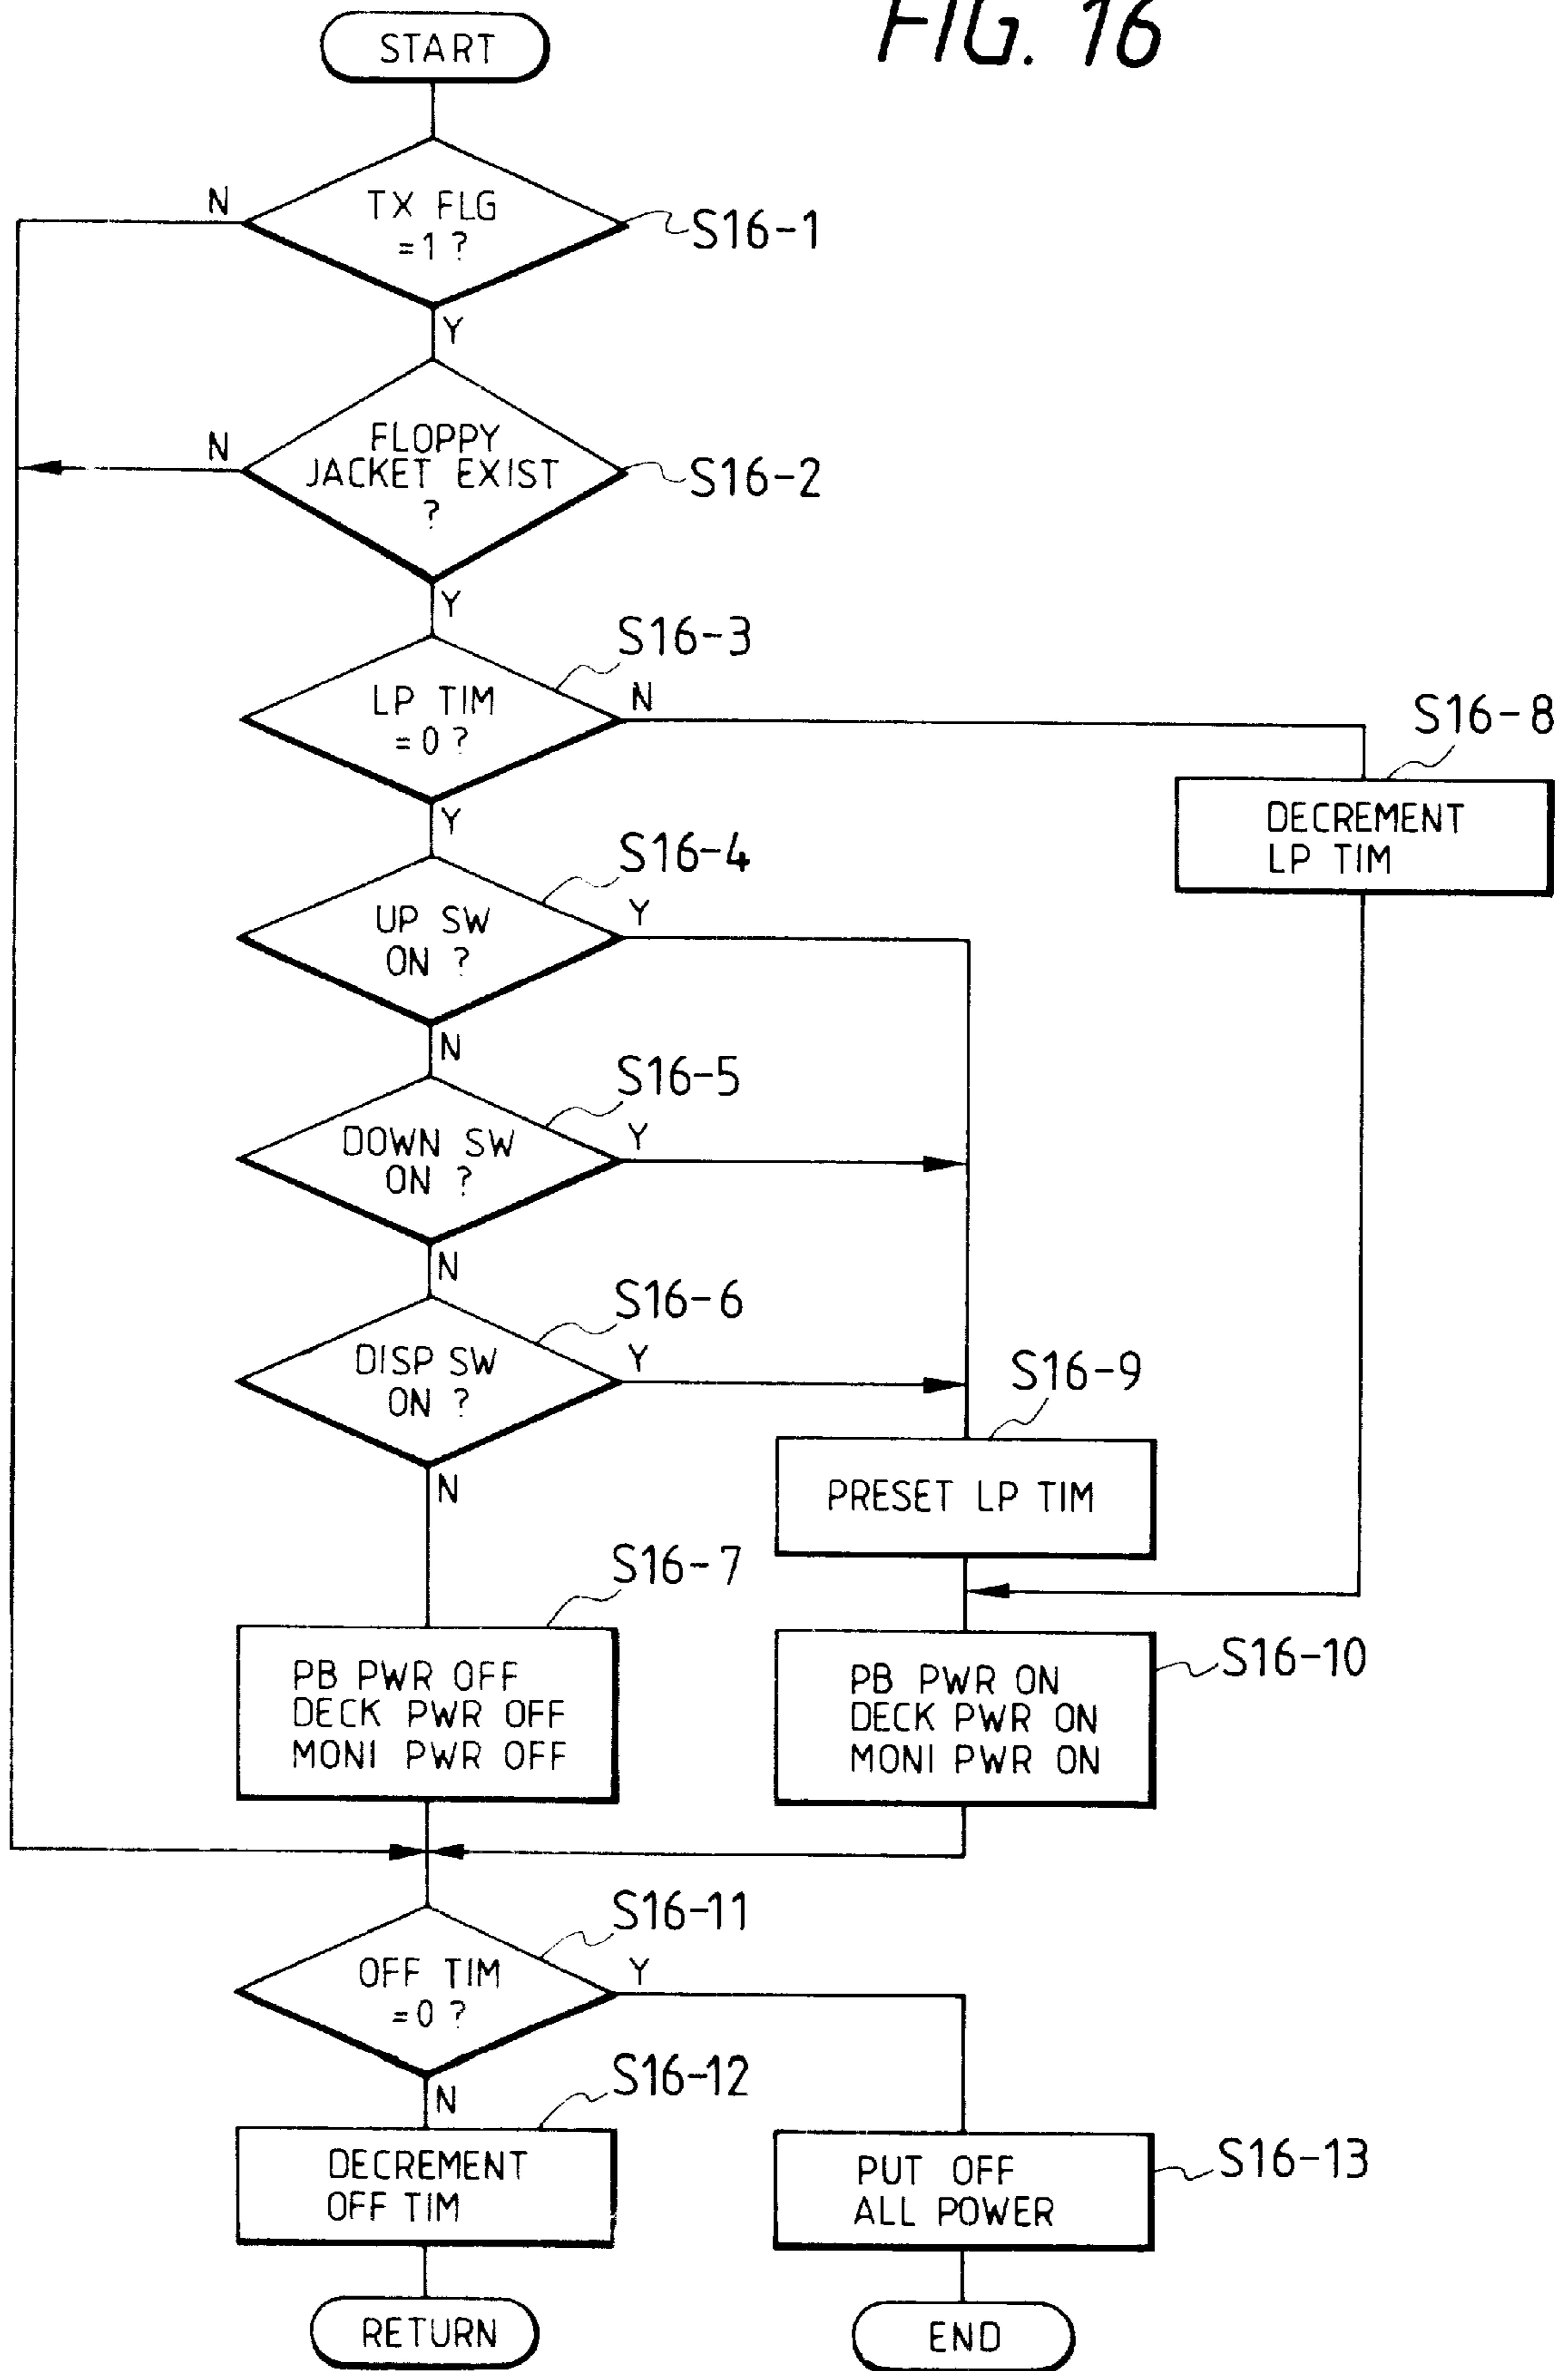 FIG. 16
START
N
TX FLG
=1 ?
S16-1
Y
N
FLOPPY
JACKET EXIST
?
S16-2
Y
S16-3
LP TIM
=0 ?
N
S16-8
DECREMENT
LP TIM
Y
S16-4
UP SW
ON ?
Y
N
S16-5
DOWN SW
ON ?
Y
N
S16-6
DISP SW
ON ?
Y
N
S16-9
PRESET LP TIM
S16-7
PB PWR OFF
DECK PWR OFF
MONI PWR OFF
S16-10
PB PWR ON
DECK PWR ON
MONI PWR ON
S16-11
OFF TIM
=0 ?
Y
N
S16-12
DECREMENT
OFF TIM
S16-13
PUT OFF
ALL POWER
RETURN
END